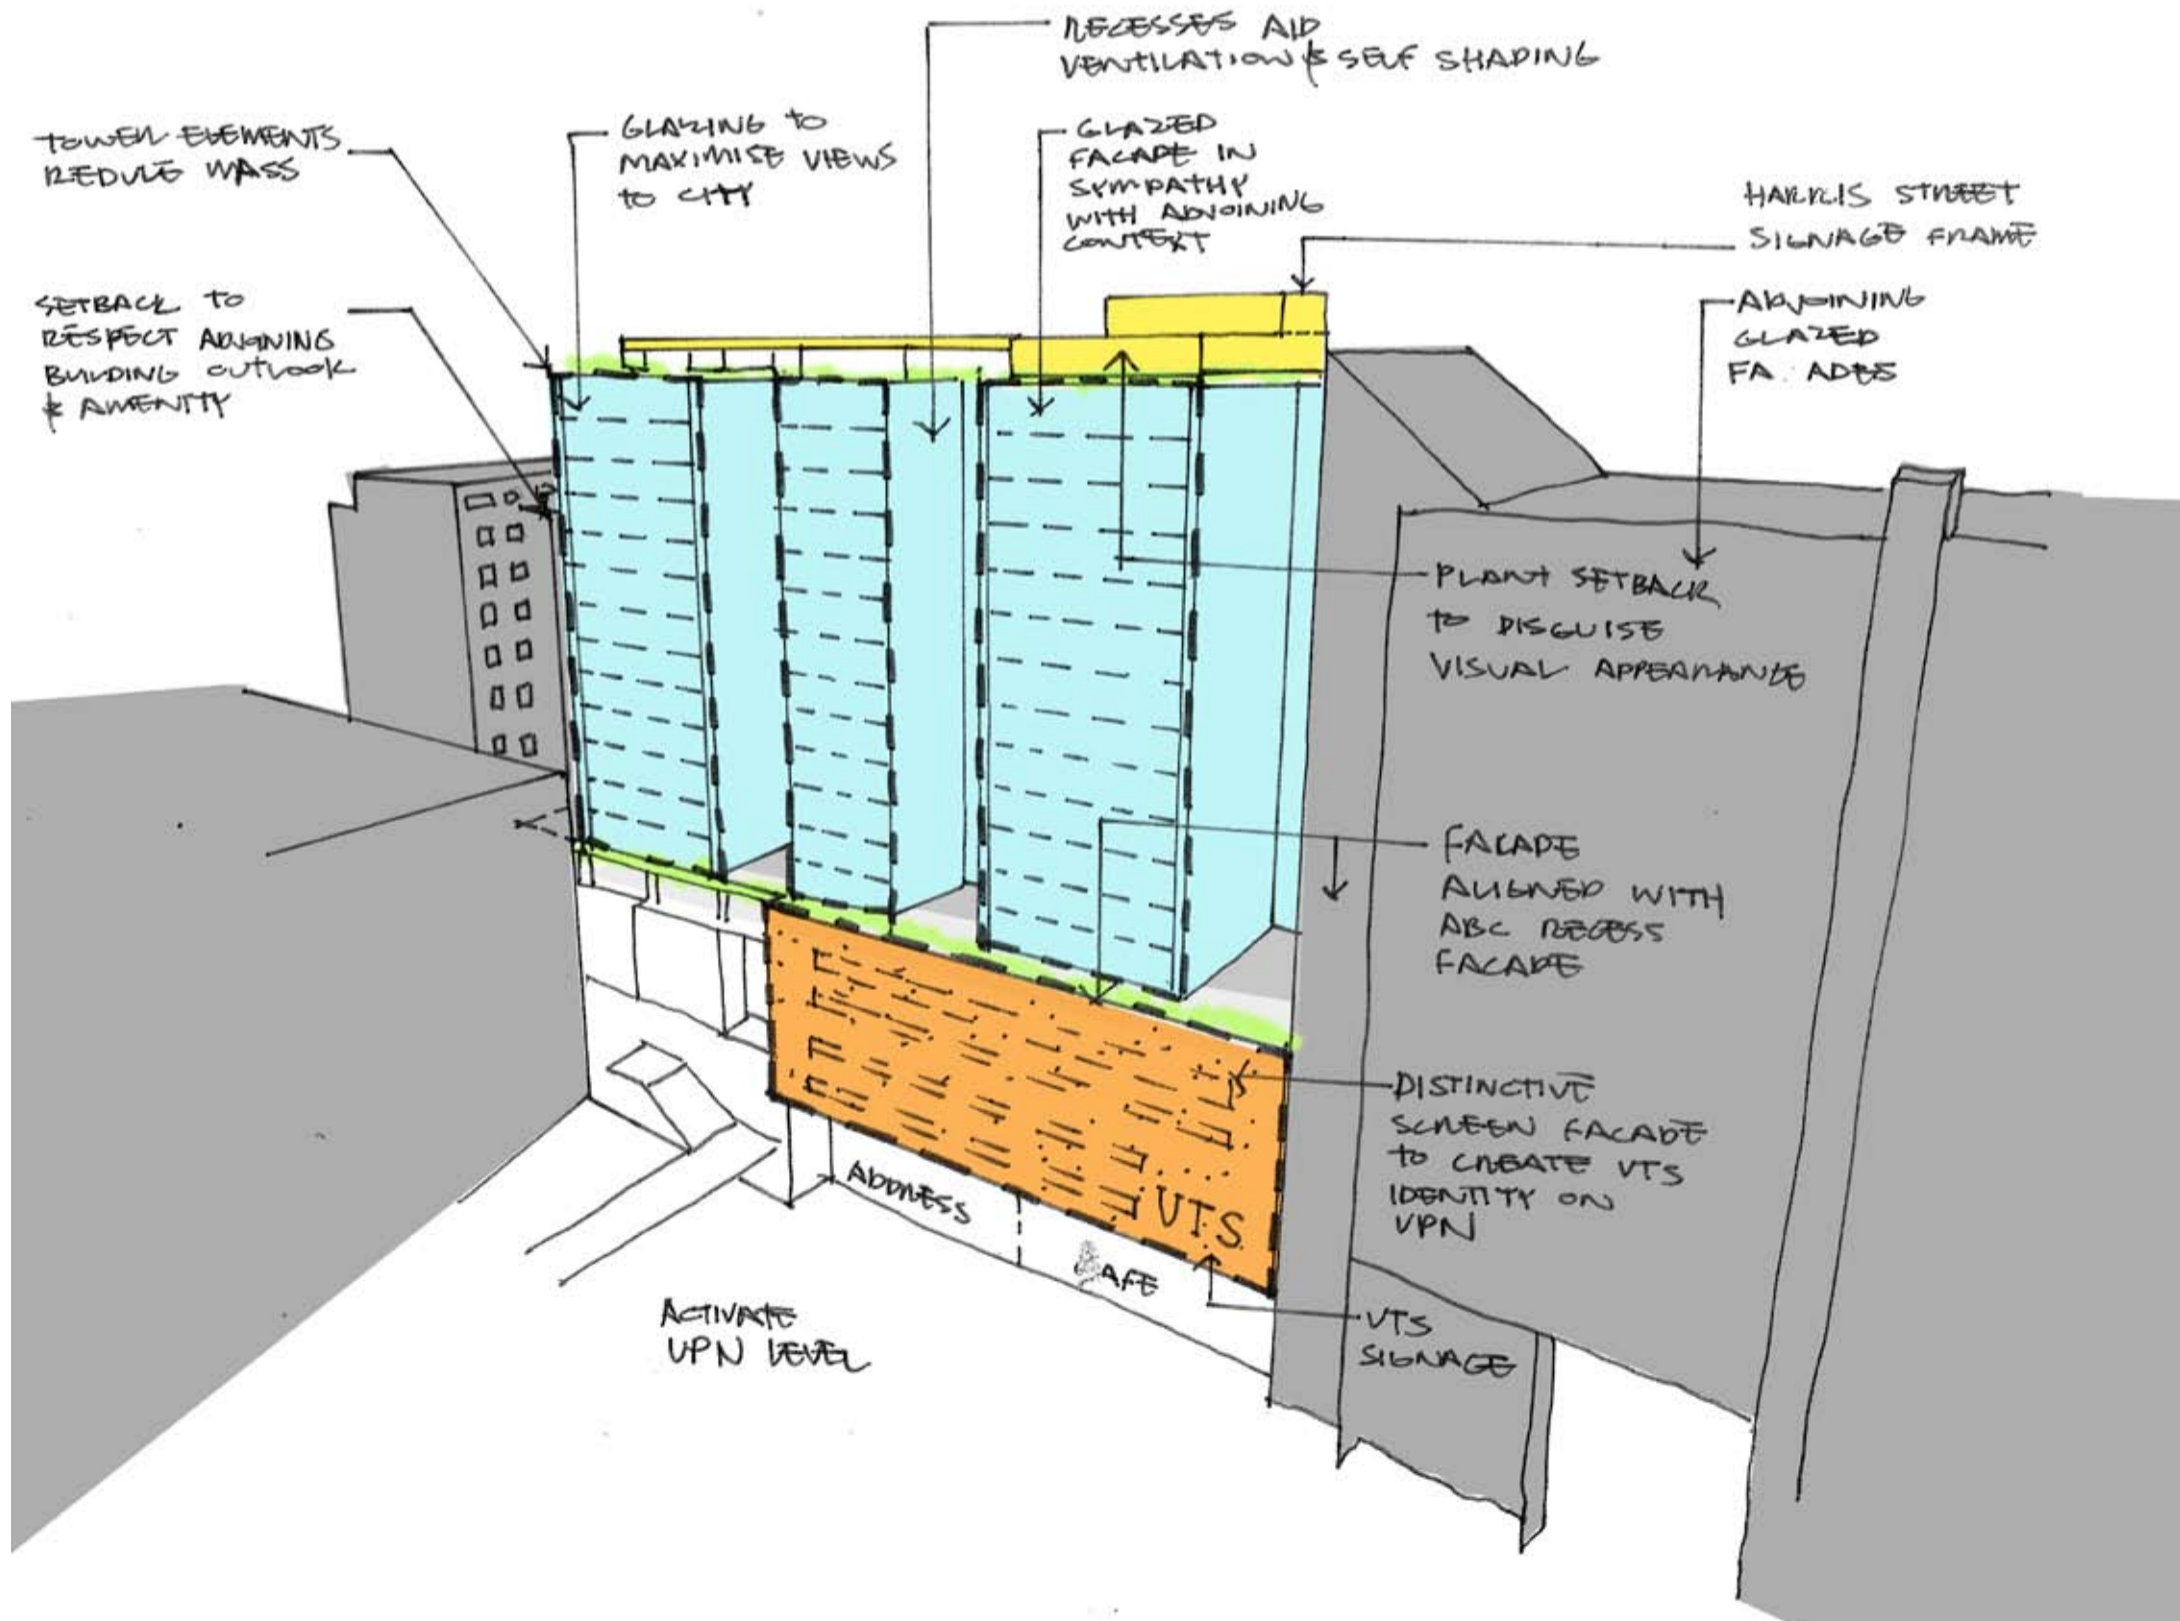 RECESSES AID
VENTILATION & SELF SHADING
TOWER ELEMENTS
REDUCE MASS
GLAZING TO
MAXIMISE VIEWS
TO CITY
GLAZED
FACADE IN
SYMPATHY
WITH ADJOINING
CONTEXT
HARRIS STREET
SIGNAGE FRAME
SETBACK TO
RESPECT ADJOINING
BUILDING OUTLOOK
& AMENITY
ADJOINING
GLAZED
FA ADES
PLANT SETBACK
TO DISGUISE
VISUAL APPEARANCE
FACADE
ALIGNED WITH
ABC RECESS
FACADE
DISTINCTIVE
SCREEN FACADE
TO CREATE UTS
IDENTITY ON
UPN
UTS
ADDRESS
CAFE
UTS
SIGNAGE
ACTIVATE
UPN LEVEL